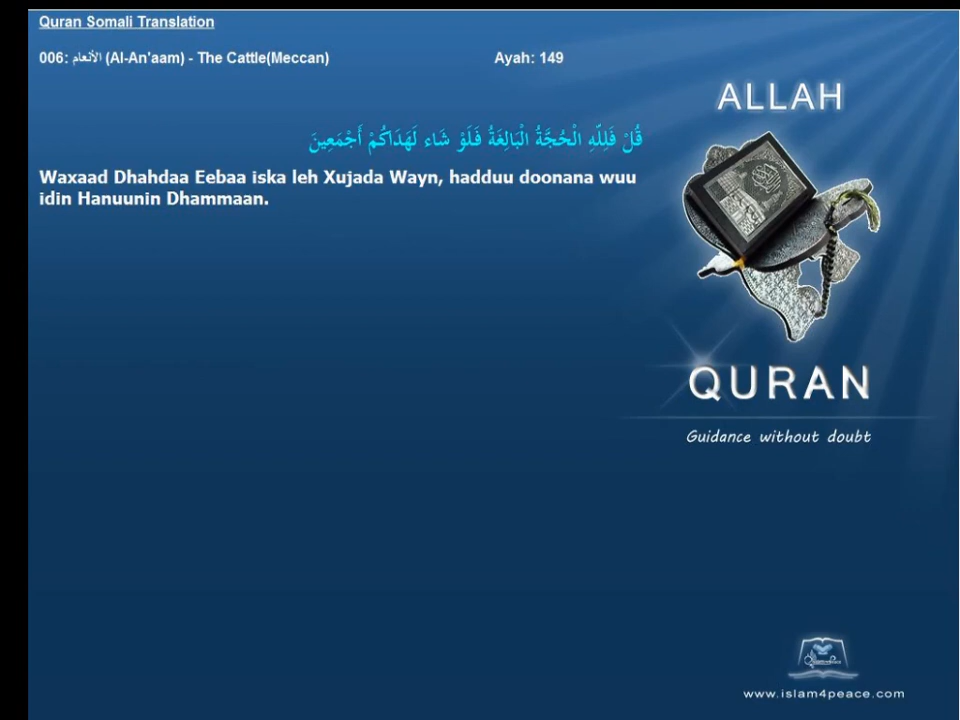 Quran Somali Translation
006: الأنعام (Al-An'aam) - The Cattle(Meccan) Ayah: 149
قُلْ فَلِلّهِ الْحُجَّةُ الْبَالِغَةُ فَلَوْ شَاء لَهَدَاكُمْ أَجْمَعِينَ
Waxaad Dhahdaa Eebaa iska leh Xujada Wayn, hadduu doonana wuu
idin Hanuunin Dhammaan.
ALLAH
QURAN
Guidance without doubt
www.islam4peace.com